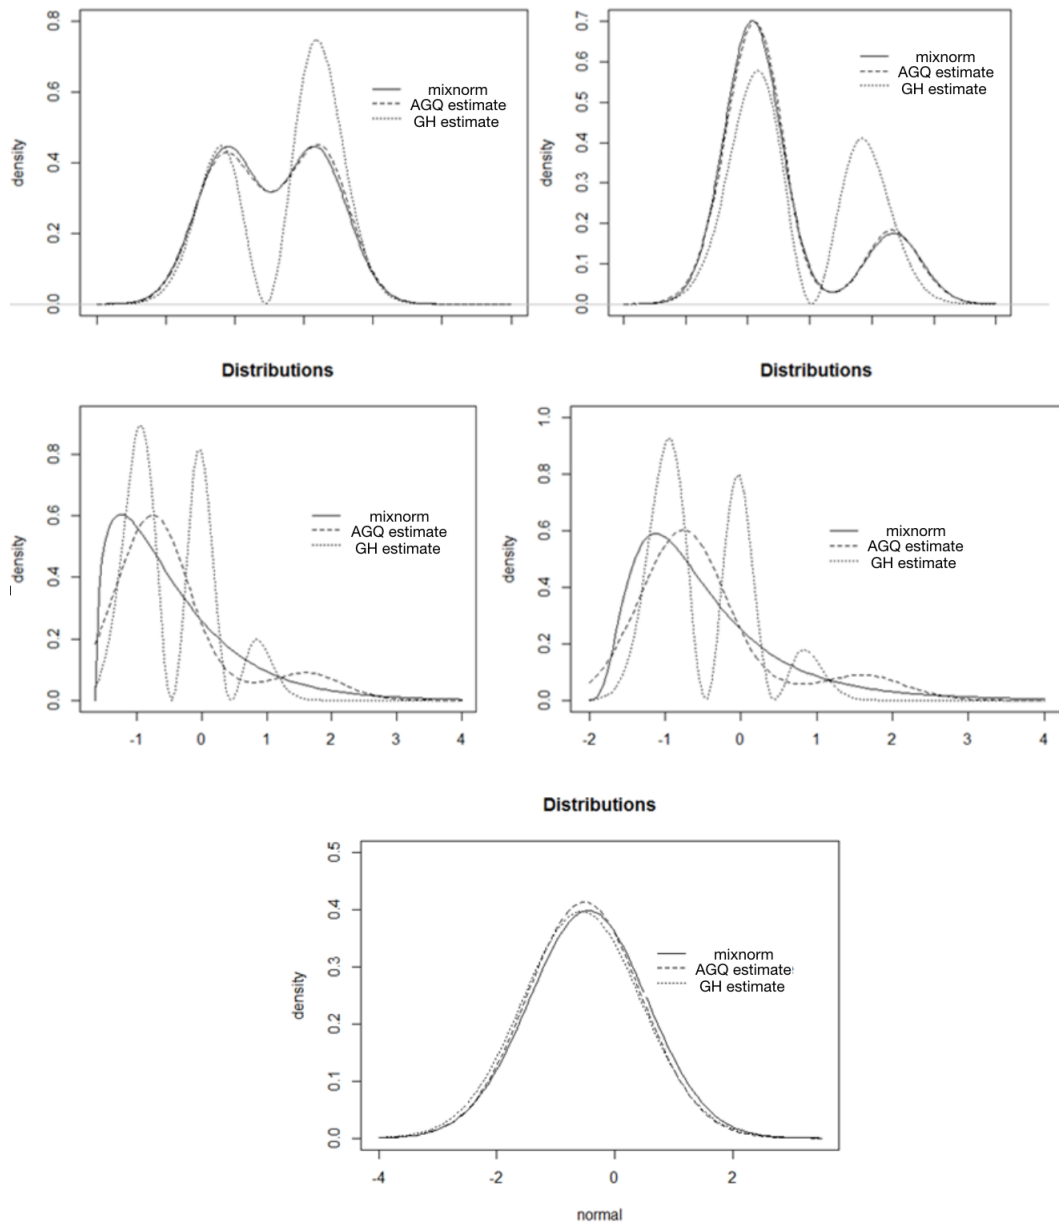 0.8
0.6
0.4
0.2
0.0
density
mixnorm
AGQ estimate
GH estimate
0.7
0.6
0.5
0.4
0.3
0.2
0.1
0.0
density
mixnorm
AGQ estimate
GH estimate
Distributions
0.8
0.6
0.4
0.2
0.0
density
mixnorm
AGQ estimate
GH estimate
-1 0 1 2 3 4
Distributions
1.0
0.8
0.6
0.4
0.2
0.0
density
mixnorm
AGQ estimate
GH estimate
-2 -1 0 1 2 3 4
Distributions
0.5
0.4
0.3
0.2
0.1
0.0
density
mixnorm
AGQ estimate
GH estimate
-4 -2 0 2
normal